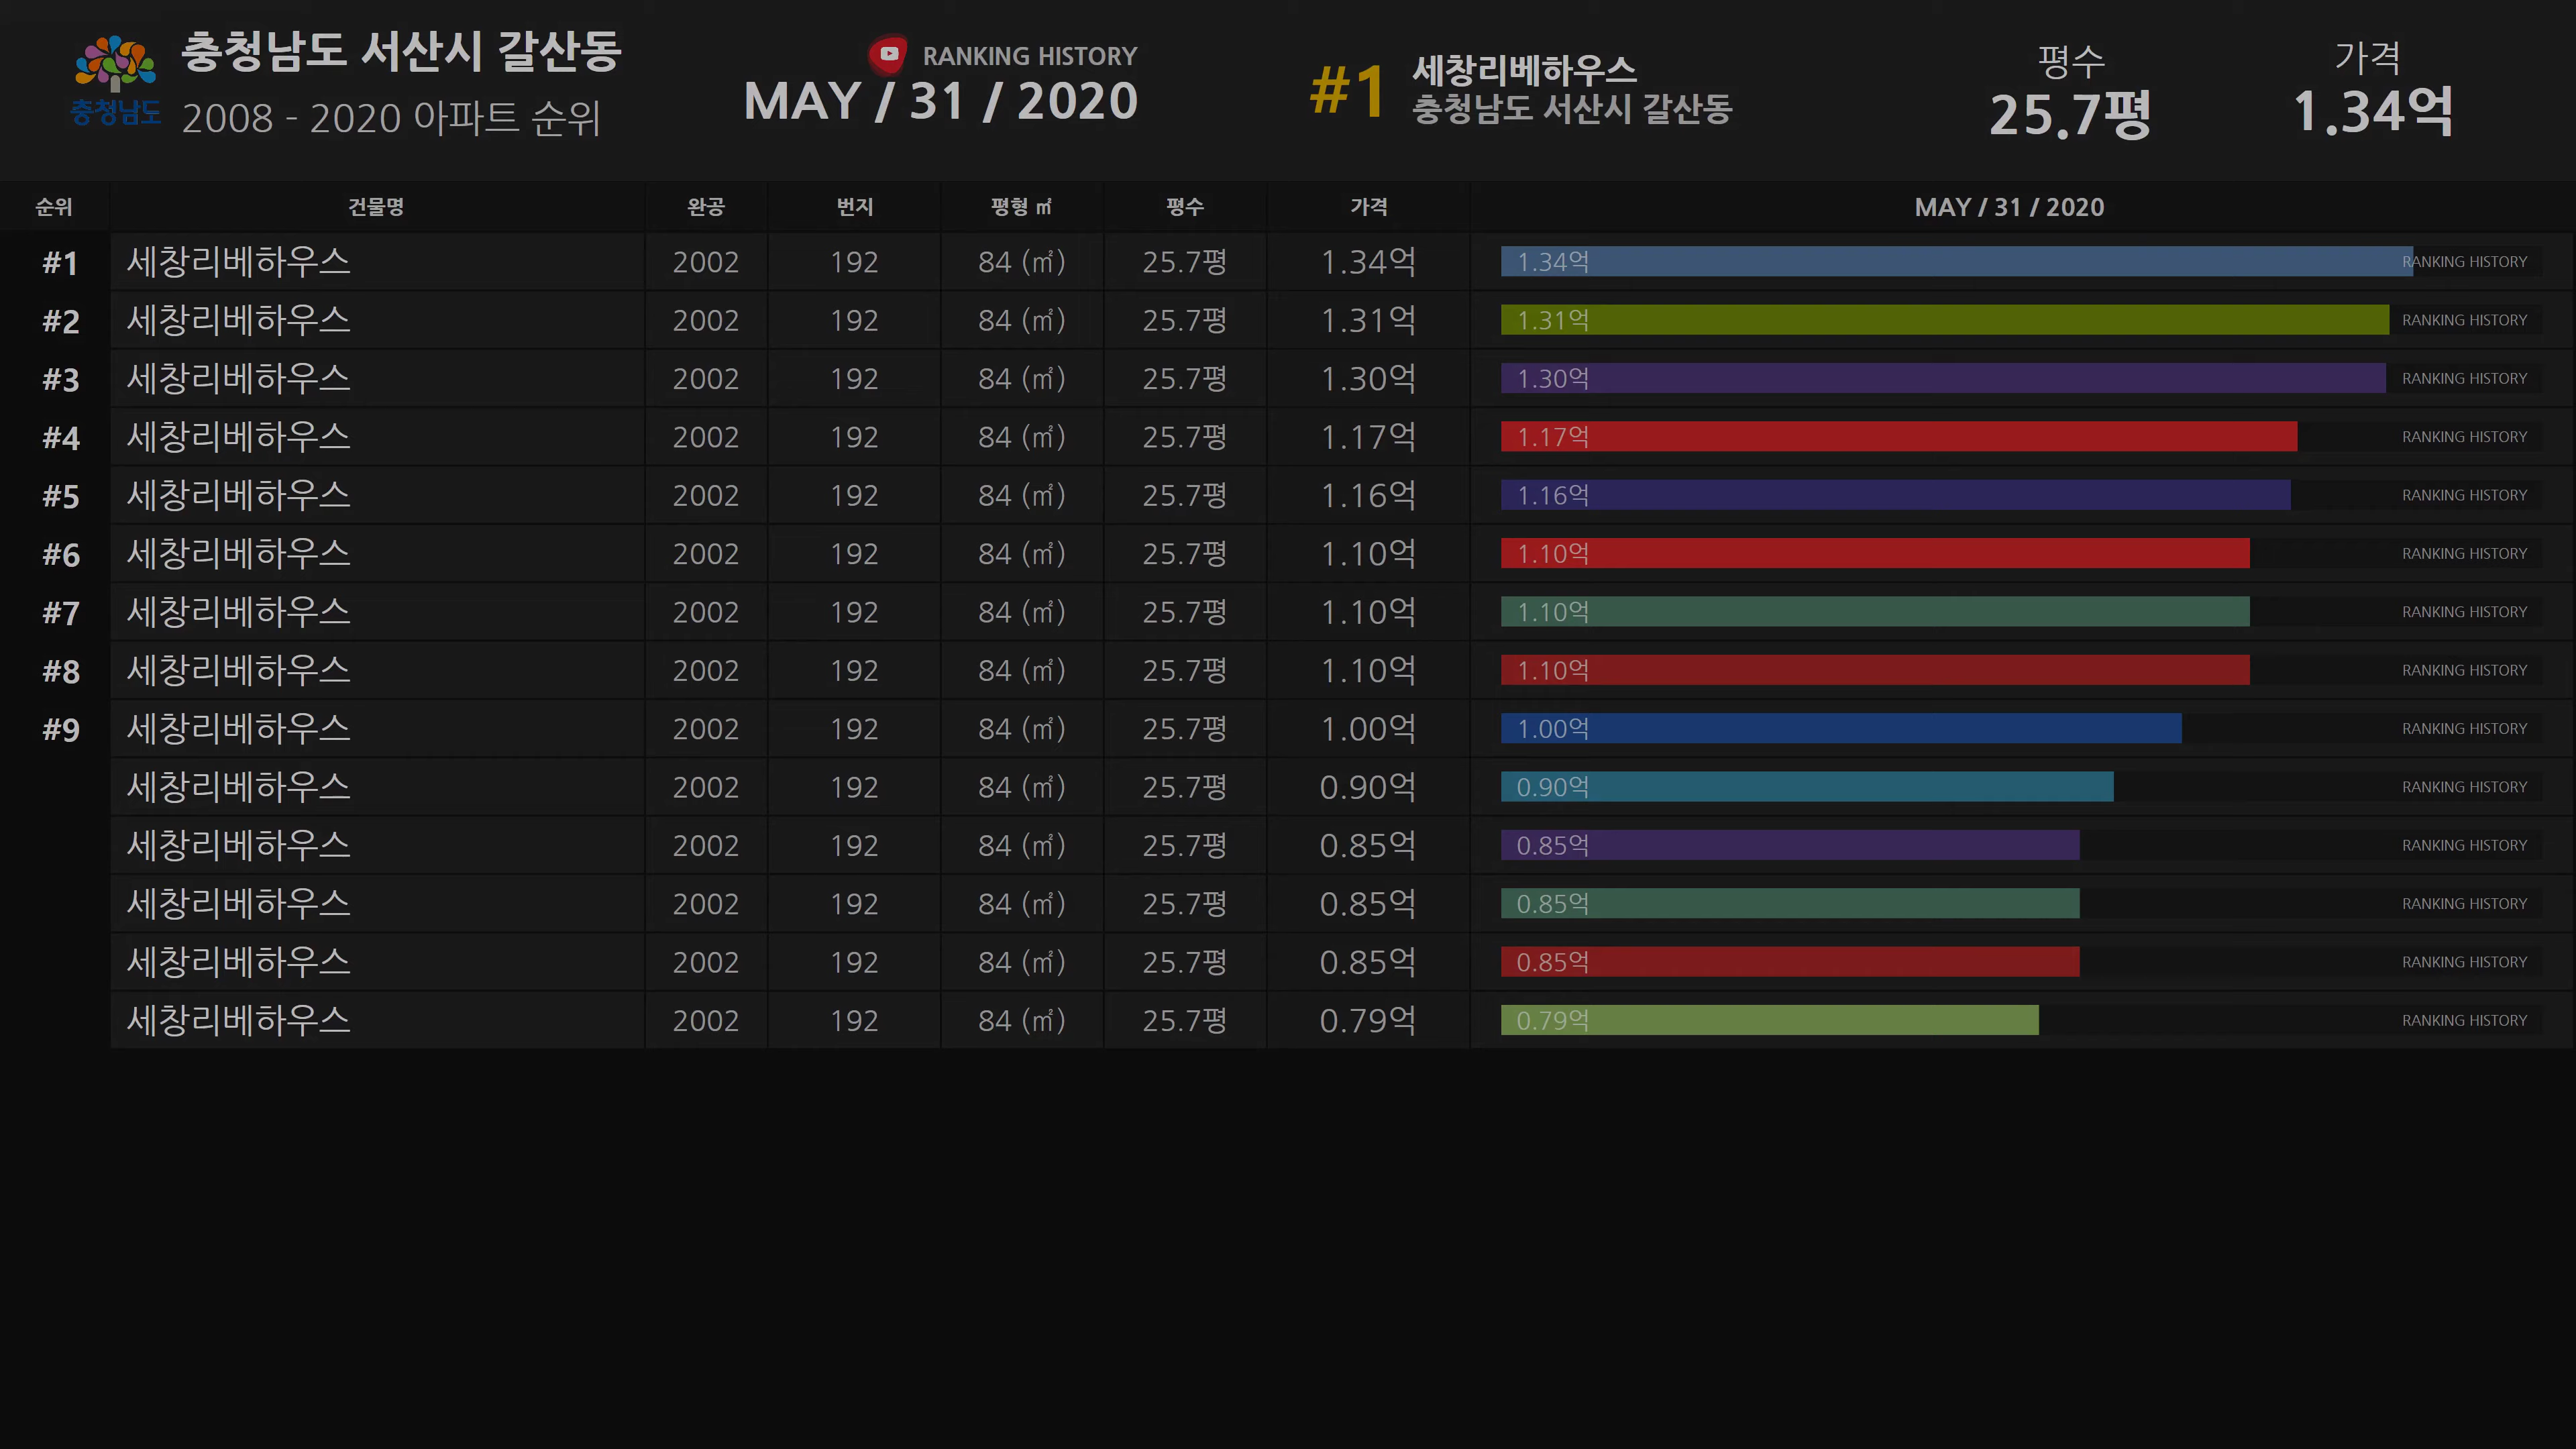 충청남도 서산시 갈산동
충청남도
2008 - 2020 아파트 순위
RANKING HISTORY
MAY / 31 / 2020
#1 세창리베하우스
충청남도 서산시 갈산동
평수
25.7평
가격
1.34억
순위 건물명 완공 번지 평형 ㎡ 평수 가격 MAY / 31 / 2020
#1 세창리베하우스 2002 192 84 (㎡) 25.7평 1.34억 1.34억 RANKING HISTORY
#2 세창리베하우스 2002 192 84 (㎡) 25.7평 1.31억 1.31억 RANKING HISTORY
#3 세창리베하우스 2002 192 84 (㎡) 25.7평 1.30억 1.30억 RANKING HISTORY
#4 세창리베하우스 2002 192 84 (㎡) 25.7평 1.17억 1.17억 RANKING HISTORY
#5 세창리베하우스 2002 192 84 (㎡) 25.7평 1.16억 1.16억 RANKING HISTORY
#6 세창리베하우스 2002 192 84 (㎡) 25.7평 1.10억 1.10억 RANKING HISTORY
#7 세창리베하우스 2002 192 84 (㎡) 25.7평 1.10억 1.10억 RANKING HISTORY
#8 세창리베하우스 2002 192 84 (㎡) 25.7평 1.10억 1.10억 RANKING HISTORY
#9 세창리베하우스 2002 192 84 (㎡) 25.7평 1.00억 1.00억 RANKING HISTORY
세창리베하우스 2002 192 84 (㎡) 25.7평 0.90억 0.90억 RANKING HISTORY
세창리베하우스 2002 192 84 (㎡) 25.7평 0.85억 0.85억 RANKING HISTORY
세창리베하우스 2002 192 84 (㎡) 25.7평 0.85억 0.85억 RANKING HISTORY
세창리베하우스 2002 192 84 (㎡) 25.7평 0.85억 0.85억 RANKING HISTORY
세창리베하우스 2002 192 84 (㎡) 25.7평 0.79억 0.79억 RANKING HISTORY